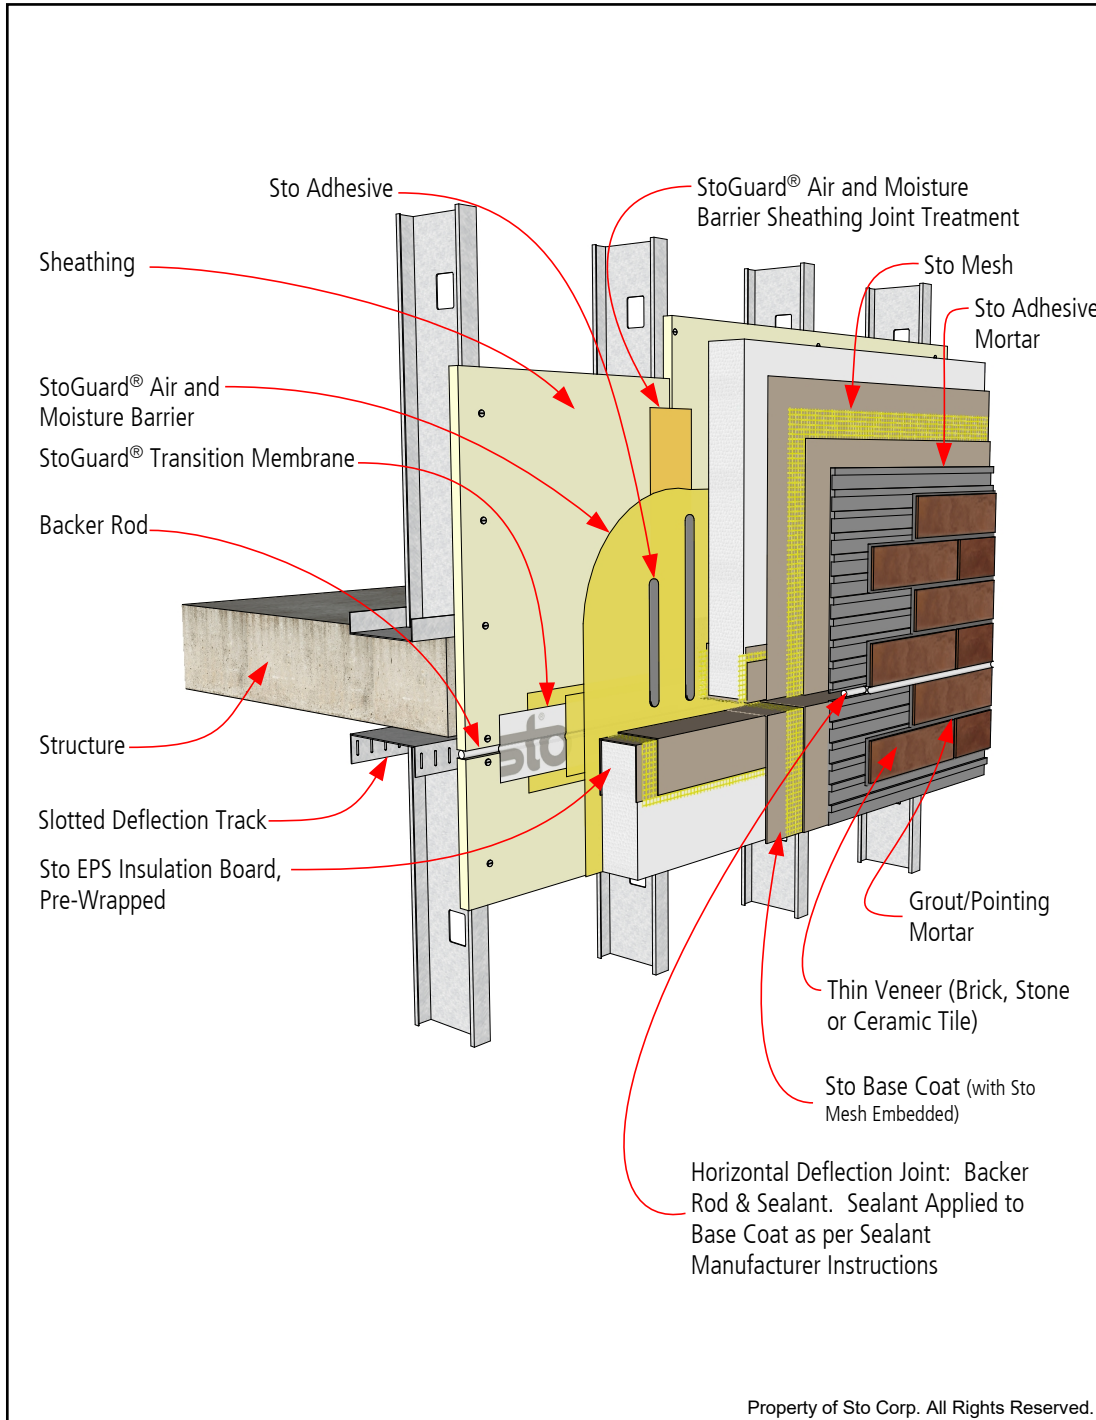 Sto Adhesive
StoGuard® Air and Moisture
Barrier Sheathing Joint Treatment
Sheathing
Sto Mesh
Sto Adhesive
Mortar
StoGuard® Air and
Moisture Barrier
StoGuard® Transition Membrane
Backer Rod
sto®
Structure
Slotted Deflection Track
Sto EPS Insulation Board,
Pre-Wrapped
Grout/Pointing
Mortar
Thin Veneer (Brick, Stone
or Ceramic Tile)
Sto Base Coat (with Sto
Mesh Embedded)
Horizontal Deflection Joint: Backer
Rod & Sealant. Sealant Applied to
Base Coat as per Sealant
Manufacturer Instructions
Property of Sto Corp. All Rights Reserved.